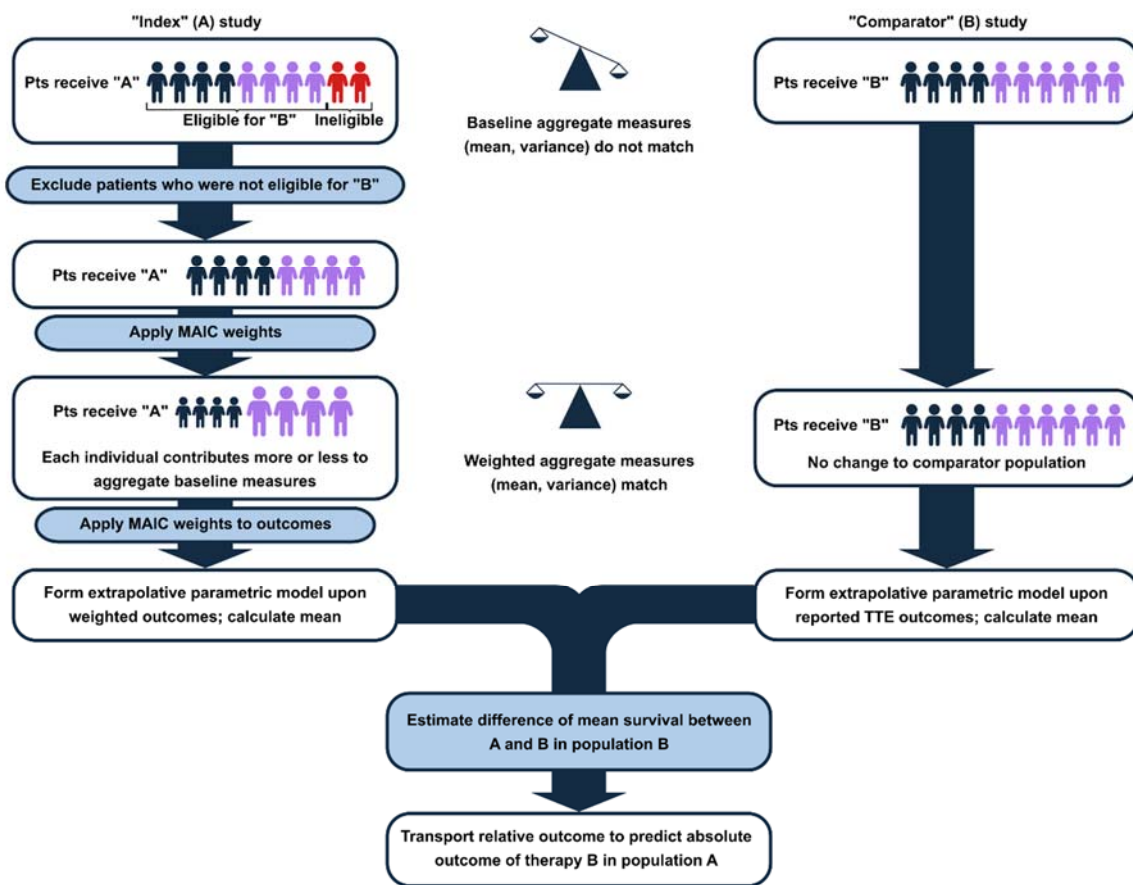 "Index" (A) study
"Comparator" (B) study
Pts receive "A"
Eligible for "B"
Ineligible
Baseline aggregate measures
(mean, variance) do not match
Pts receive "B"
Exclude patients who were not eligible for "B"
Pts receive "A"
Apply MAIC weights
Pts receive "A"
Each individual contributes more or less to
aggregate baseline measures
Weighted aggregate measures
(mean, variance) match
Pts receive "B"
No change to comparator population
Apply MAIC weights to outcomes
Form extrapolative parametric model upon
weighted outcomes; calculate mean
Form extrapolative parametric model upon
reported TTE outcomes; calculate mean
Estimate difference of mean survival between
A and B in population B
Transport relative outcome to predict absolute
outcome of therapy B in population A